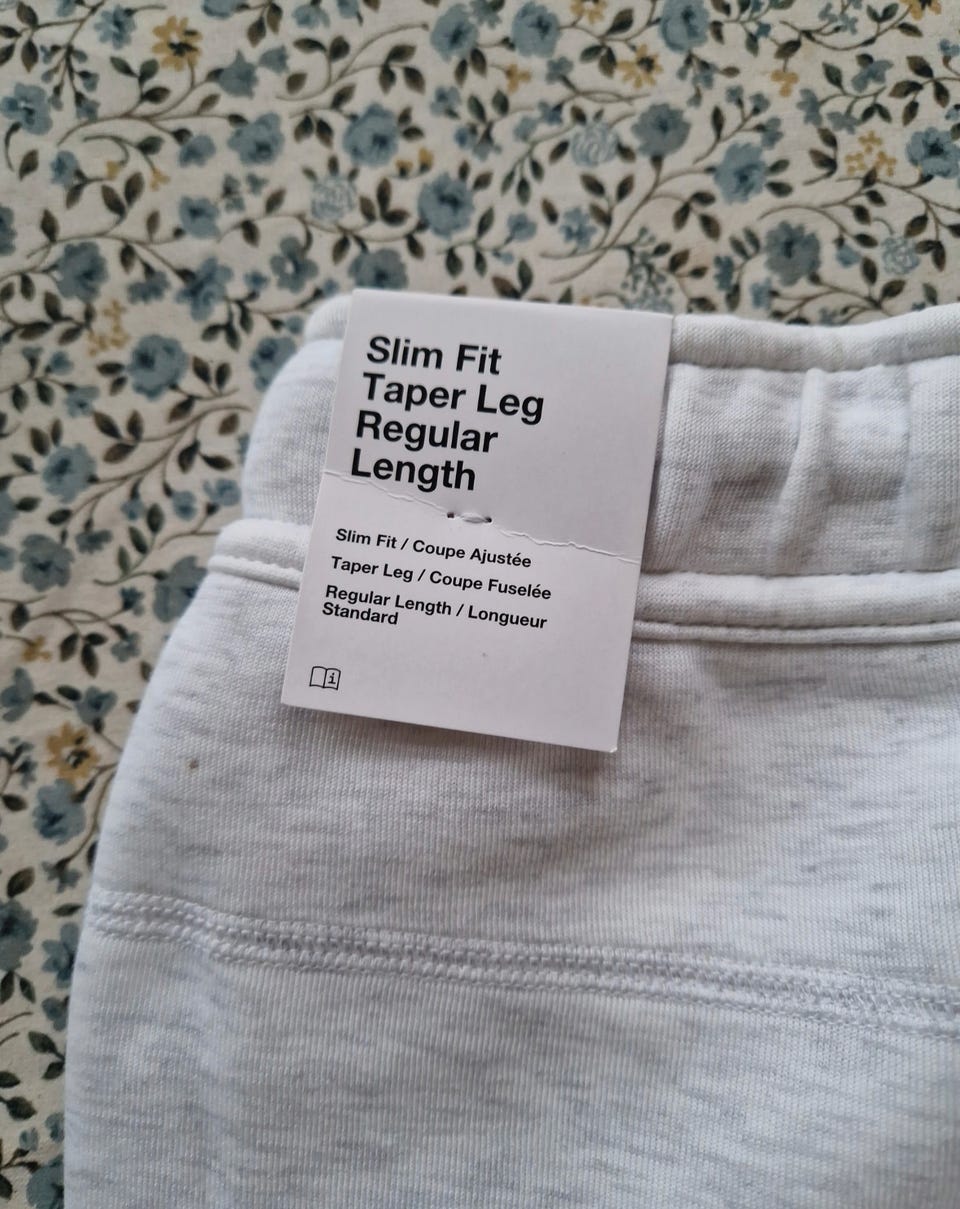 Slim Fit
Taper Leg
Regular
Length
Slim Fit / Coupe Ajustée
Taper Leg / Coupe Fuselée
Regular Length / Longueur
Standard
i